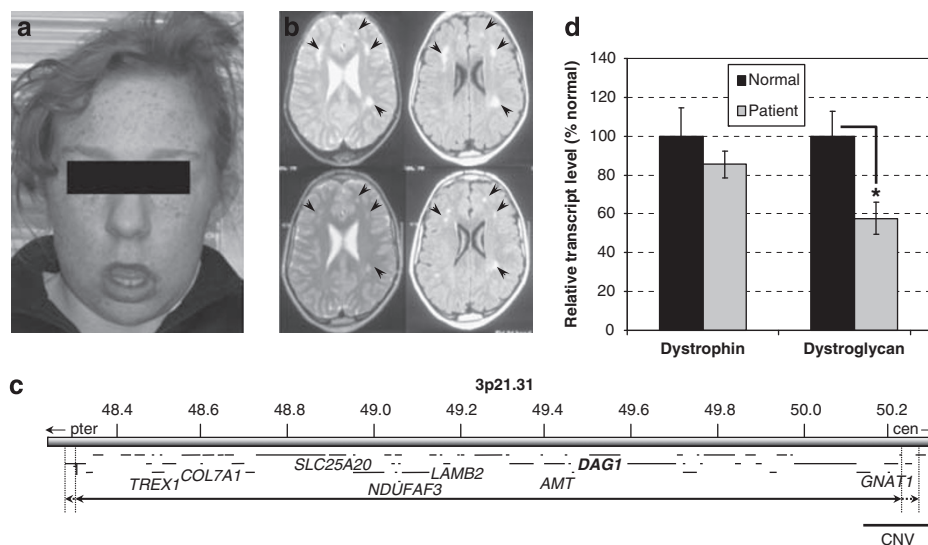 a
b
d
140
120
100
80
60
40
20
0
Relative transcript level (% normal)
Normal
Patient
*
Dystrophin
Dystroglycan
c
3p21.31
48.4
48.6
48.8
49.0
49.2
49.4
49.6
49.8
50.0
50.2
pter
cen
TREX1
COL7A1
SLC25A20
NDUFAF3
LAMB2
AMT
DAG1
GNAT1
CNV